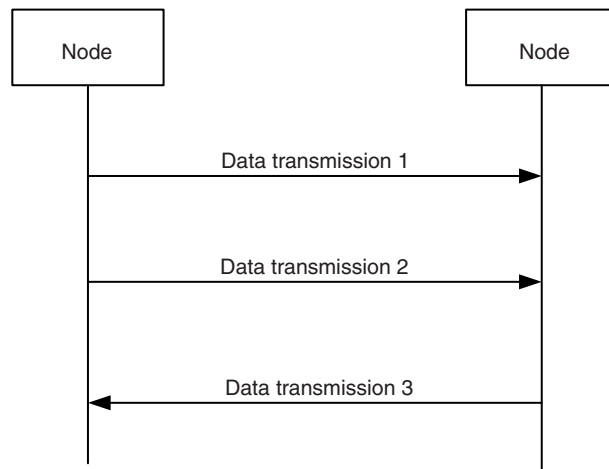 Node
Node
Data transmission 1
Data transmission 2
Data transmission 3